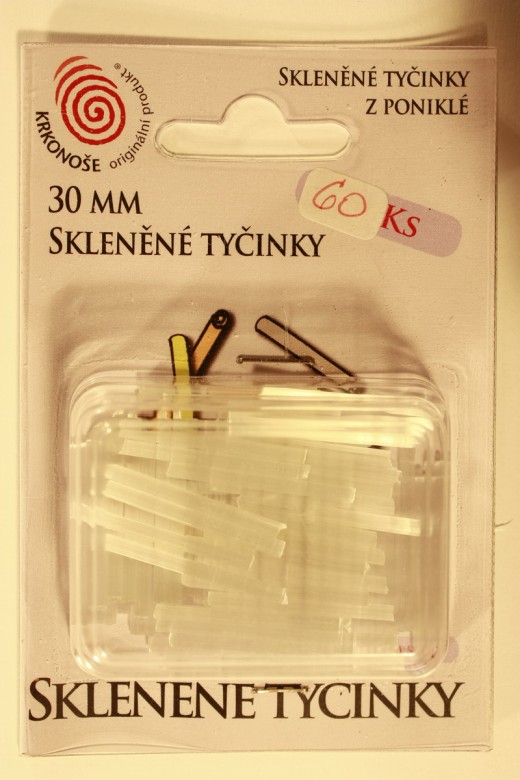 KRKONOŠE
originální produkt®
SKLENĚNÉ TYČINKY
Z PONIKLÉ
30 MM
SKLENĚNÉ TYČINKY
60 KS
SKLENENE TYCINKY